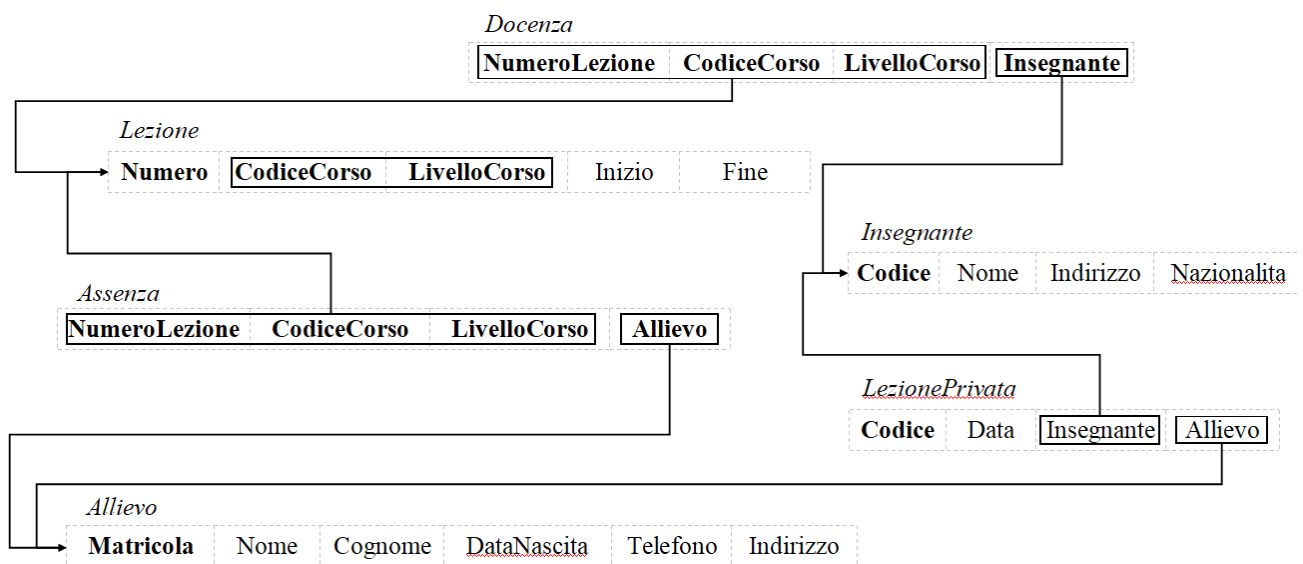 Docenza
NumeroLezione CodiceCorso LivelloCorso Insegnante
Lezione
Numero CodiceCorso LivelloCorso Inizio Fine
Insegnante
Codice Nome Indirizzo Nazionalita
Assenza
NumeroLezione CodiceCorso LivelloCorso Allievo
LezionePrivata
Codice Data Insegnante Allievo
Allievo
Matricola Nome Cognome DataNascita Telefono Indirizzo